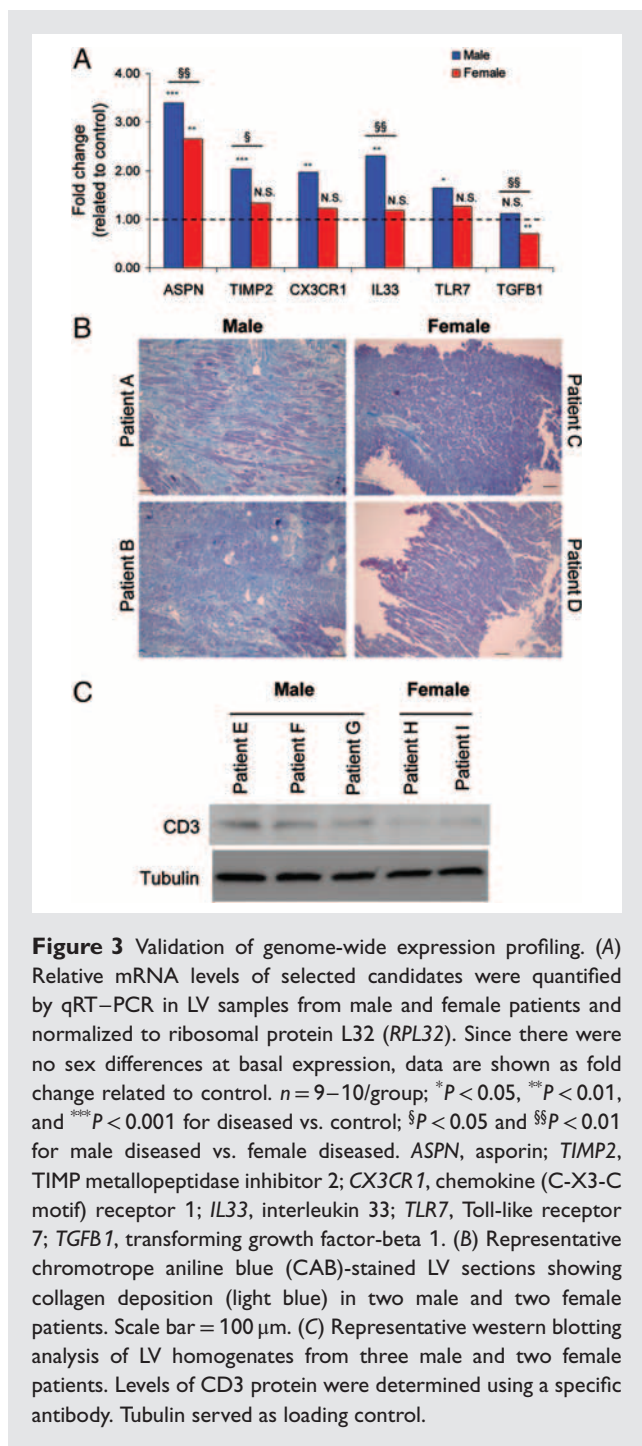 A
Male
Female
Fold change
(related to control)
4.00
3.00
2.00
1.00
0.00
§§
***
**
§
***
N.S.
**
N.S.
§§
**
N.S.
*
N.S.
§§
N.S.
**
ASPN TIMP2 CX3CR1 IL33 TLR7 TGFB1
B
Male Female
Patient A
Patient C
Patient B
Patient D
C
Male Female
Patient E
Patient F
Patient G
Patient H
Patient I
CD3
Tubulin
Figure 3 Validation of genome-wide expression profiling. (A)
Relative mRNA levels of selected candidates were quantified
by qRT–PCR in LV samples from male and female patients and
normalized to ribosomal protein L32 (RPL32). Since there were
no sex differences at basal expression, data are shown as fold
change related to control. n = 9–10/group; *P < 0.05, **P < 0.01,
and ***P < 0.001 for diseased vs. control; §P < 0.05 and §§P < 0.01
for male diseased vs. female diseased. ASPN, asporin; TIMP2,
TIMP metallopeptidase inhibitor 2; CX3CR1, chemokine (C-X3-C
motif) receptor 1; IL33, interleukin 33; TLR7, Toll-like receptor
7; TGFB1, transforming growth factor-beta 1. (B) Representative
chromotrope aniline blue (CAB)-stained LV sections showing
collagen deposition (light blue) in two male and two female
patients. Scale bar = 100 μm. (C) Representative western blotting
analysis of LV homogenates from three male and two female
patients. Levels of CD3 protein were determined using a specific
antibody. Tubulin served as loading control.